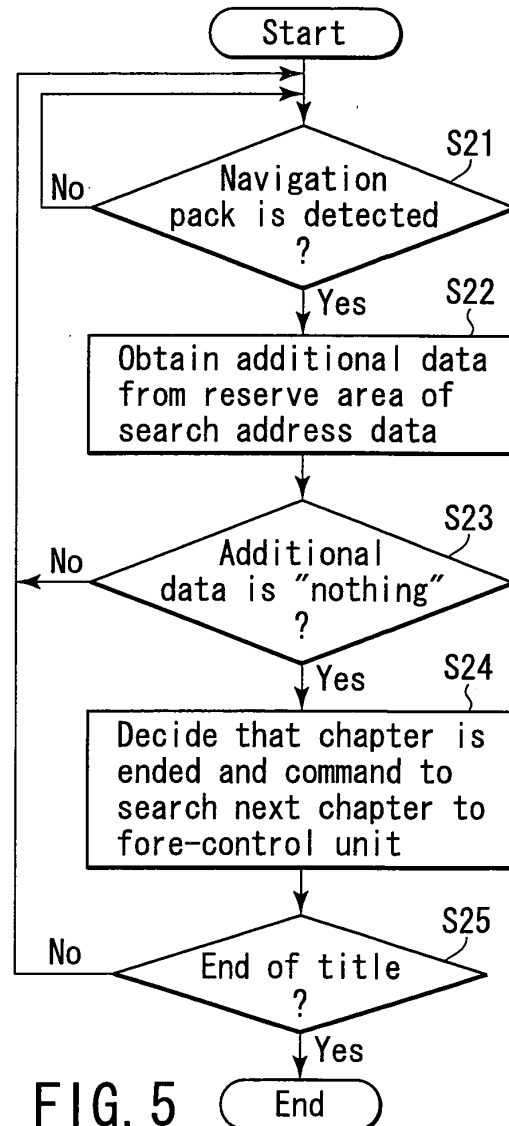 Start
S21
Navigation
No
pack is detected
?
Yes
S22
Obtain additional data
from reserve area of
search address data
S23
Additional
No
data is "nothing"
?
Yes
S24
Decide that chapter is
ended and command to
search next chapter to
fore-control unit
S25
No
End of title
?
Yes
FIG. 5
End